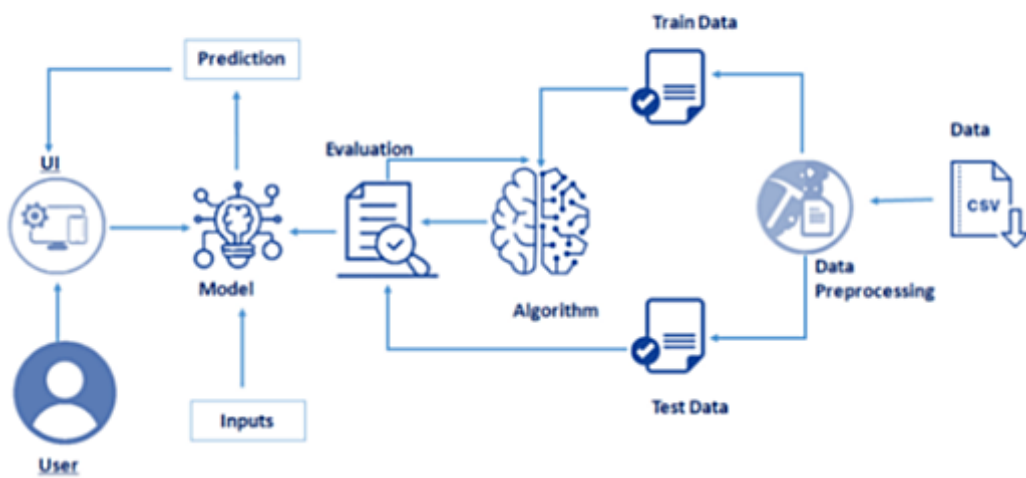 Train Data
Prediction
Data
Evaluation
UI
CSV
Data
Preprocessing
Model
Algorithm
Inputs
Test Data
User